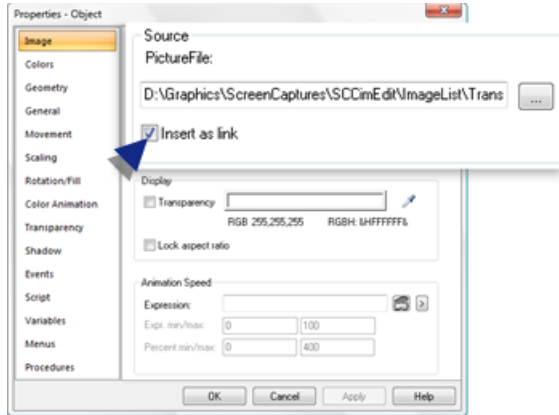 Properties - Object
Image
Colors
Geometry
General
Movement
Scaling
Rotation/Fill
Color Animation
Transparency
Shadow
Events
Script
Variables
Menus
Procedures
Source
PictureFile:
D:\Graphics\ScreenCaptures\SCCimEdit\ImageList\Trans
...
Insert as link
Display
Transparency
RGB 255,255,255 RGBH: &HFFFFFF&
Lock aspect ratio
Animation Speed
Expression:
Expr. min/max: 0 100
Percent min/max: 0 400
OK Cancel Apply Help